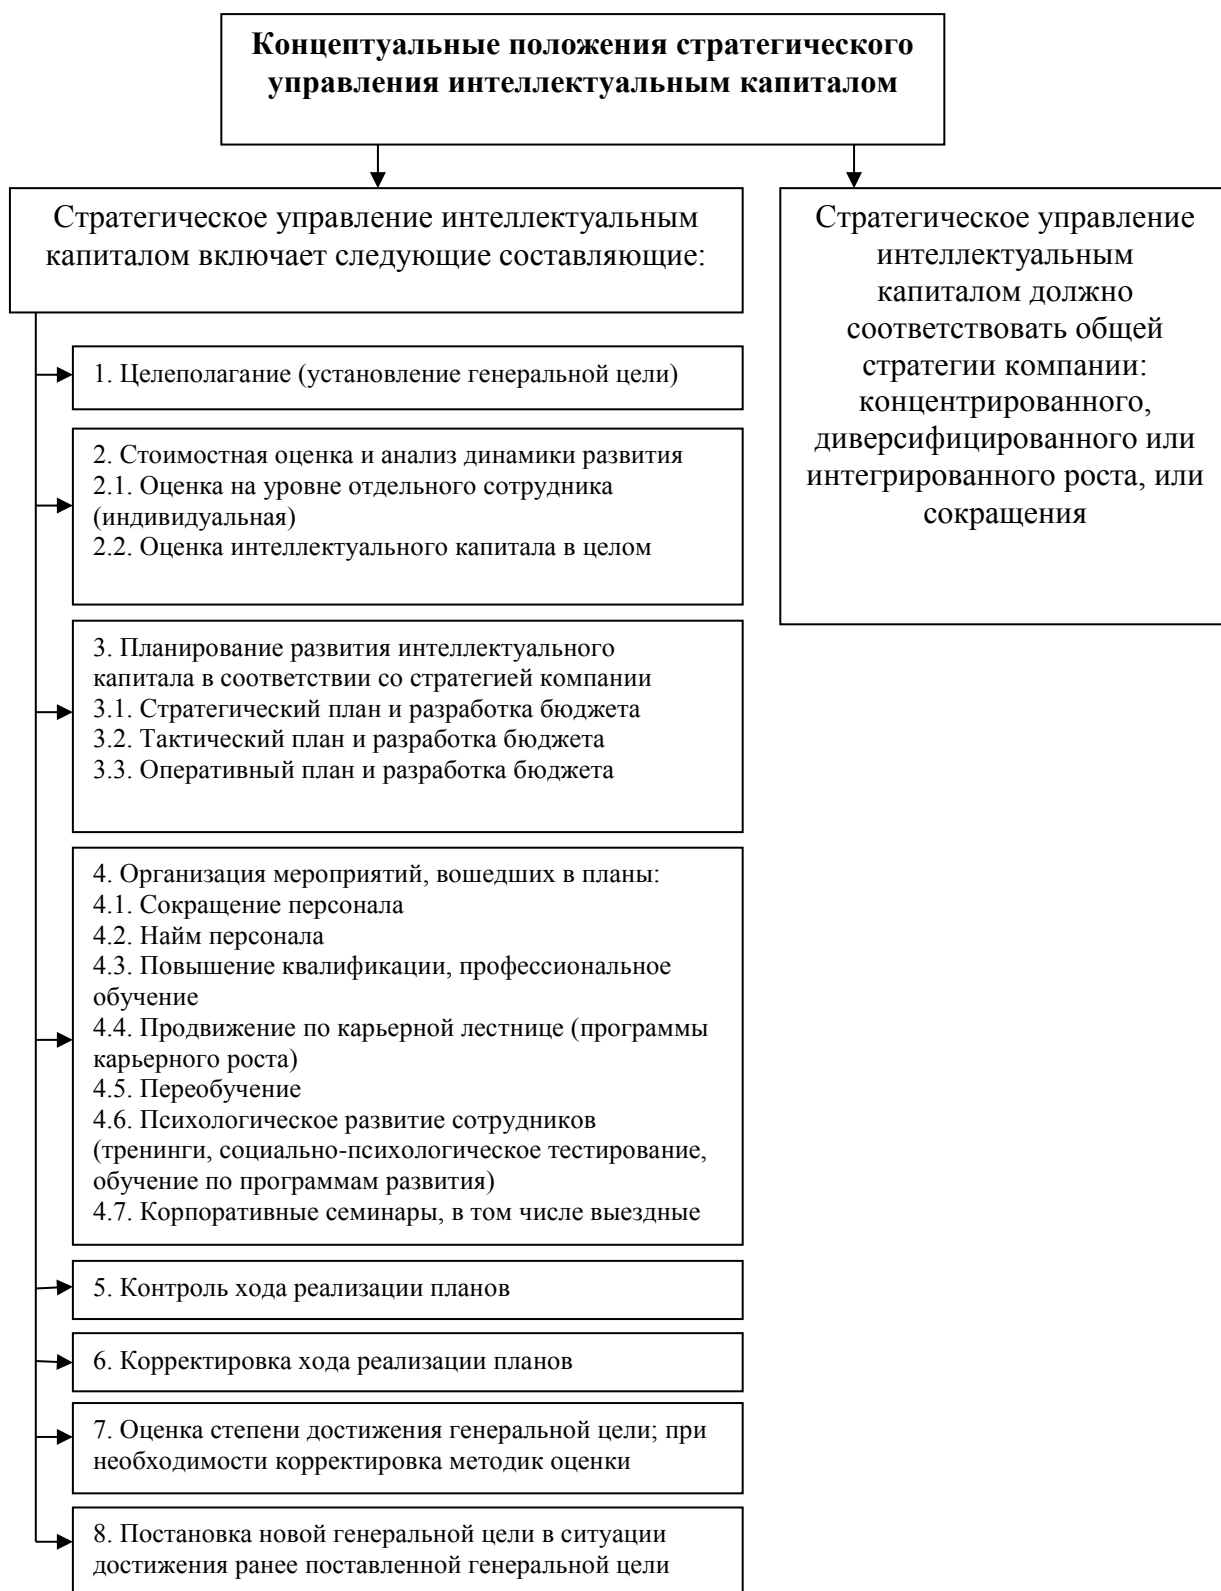 Концептуальные положения стратегического
управления интеллектуальным капиталом
Стратегическое управление интеллектуальным
капиталом включает следующие составляющие:
1. Целеполагание (установление генеральной цели)
2. Стоимостная оценка и анализ динамики развития
2.1. Оценка на уровне отдельного сотрудника
(индивидуальная)
2.2. Оценка интеллектуального капитала в целом
3. Планирование развития интеллектуального
капитала в соответствии со стратегией компании
3.1. Стратегический план и разработка бюджета
3.2. Тактический план и разработка бюджета
3.3. Оперативный план и разработка бюджета
4. Организация мероприятий, вошедших в планы:
4.1. Сокращение персонала
4.2. Найм персонала
4.3. Повышение квалификации, профессиональное
обучение
4.4. Продвижение по карьерной лестнице (программы
карьерного роста)
4.5. Переобучение
4.6. Психологическое развитие сотрудников
(тренинги, социально-психологическое тестирование,
обучение по программам развития)
4.7. Корпоративные семинары, в том числе выездные
5. Контроль хода реализации планов
6. Корректировка хода реализации планов
7. Оценка степени достижения генеральной цели; при
необходимости корректировка методик оценки
8. Постановка новой генеральной цели в ситуации
достижения ранее поставленной генеральной цели
Стратегическое управление
интеллектуальным
капиталом должно
соответствовать общей
стратегии компании:
концентрированного,
диверсифицированного или
интегрированного роста, или
сокращения